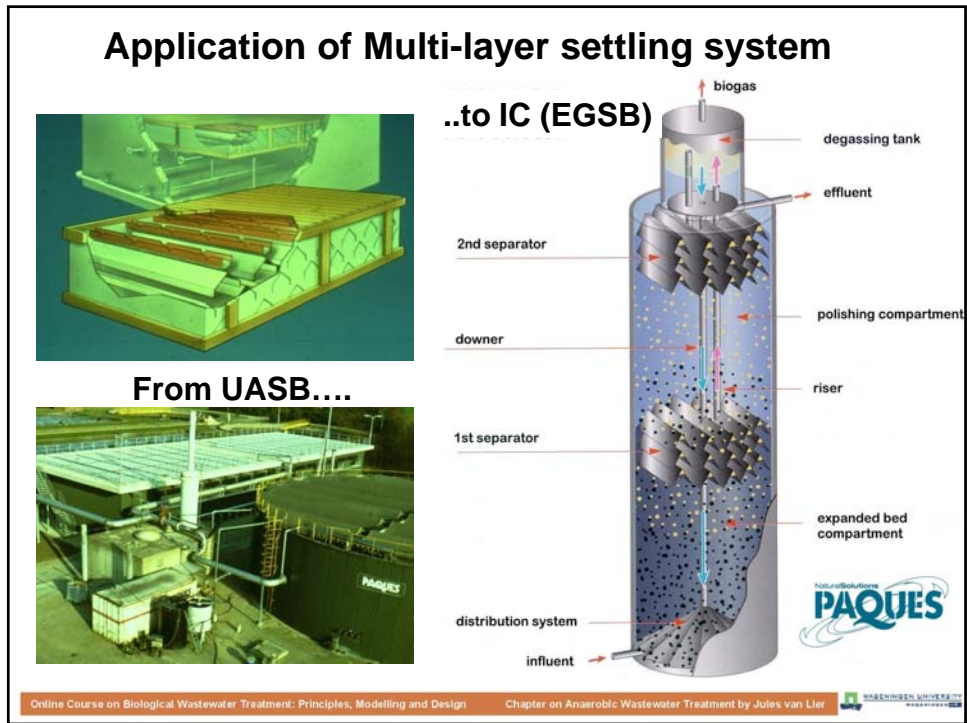 Application of Multi-layer settling system
..to IC (EGSB)
From UASB....
biogas
degassing tank
effluent
2nd separator
polishing compartment
downer
riser
1st separator
expanded bed
compartment
distribution system
influent
PAQUES
NaturalSolutions
PAQUES
Online Course on Biological Wastewater Treatment: Principles, Modelling and Design
Chapter on Anaerobic Wastewater Treatment by Jules van Lier
WAGENINGEN UNIVERSITY